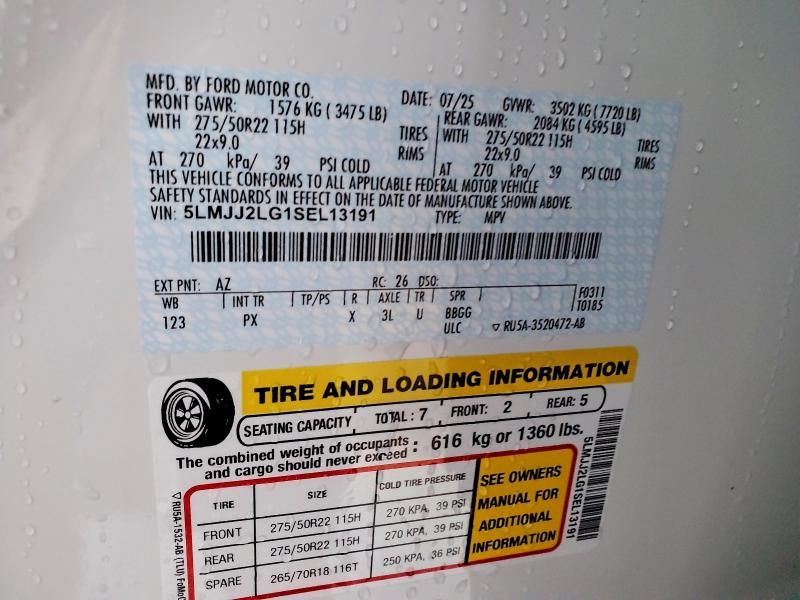 MFD. BY FORD MOTOR CO. DATE: 07/25 GVWR: 3502 KG ( 7720 LB)
FRONT GAWR: 1576 KG ( 3475 LB) REAR GAWR: 2084 KG ( 4595 LB)
WITH 275/50R22 115H TIRES WITH 275/50R22 115H TIRES
22x9.0 RIMS 22x9.0 RIMS
AT 270 kPa/ 39 PSI COLD AT 270 kPa/ 39 PSI COLD
THIS VEHICLE CONFORMS TO ALL APPLICABLE FEDERAL MOTOR VEHICLE
SAFETY STANDARDS IN EFFECT ON THE DATE OF MANUFACTURE SHOWN ABOVE.
VIN: 5LMJJ2LG1SEL13191 TYPE: MPV
EXT PNT: AZ RC: 26 DSO:
WB INT TR TP/PS R AXLE TR SPR F0311
123 PX X 3L U BBGG T0185
ULC ▽ RU5A-3520472-AB
TIRE AND LOADING INFORMATION
SEATING CAPACITY TOTAL: 7 FRONT: 2 REAR: 5
The combined weight of occupants and cargo should never exceed : 616 kg or 1360 lbs.
TIRE SIZE COLD TIRE PRESSURE
FRONT 275/50R22 115H 270 KPA, 39 PSI
REAR 275/50R22 115H 270 KPA, 39 PSI
SPARE 265/70R18 116T 250 KPA, 36 PSI
SEE OWNERS
MANUAL FOR
ADDITIONAL
INFORMATION
5LMJJ2LG1SEL13191
▽ RU5A-1532-AB (TLU) FoMoC